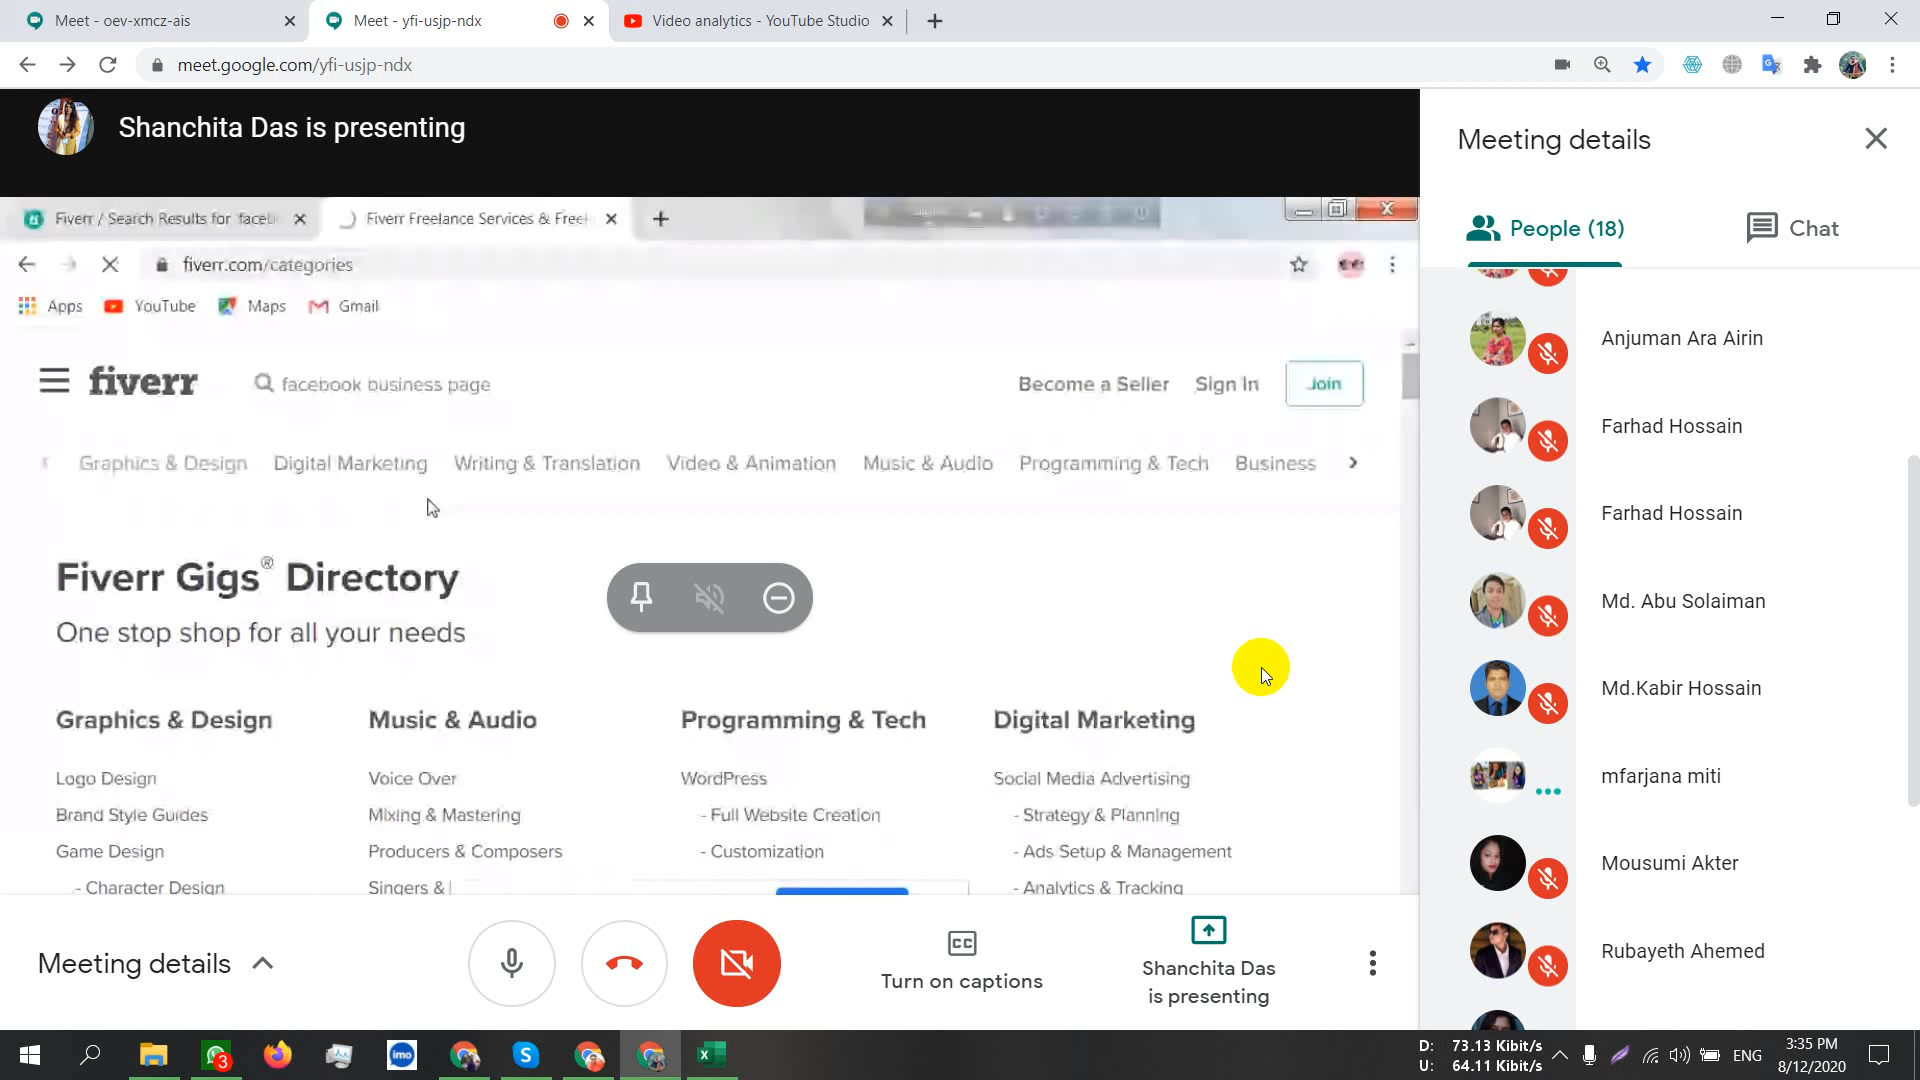 Meet - oev-xmcz-ais
Meet - yfi-usjp-ndx
Video analytics - YouTube Studio
meet.google.com/yfi-usjp-ndx
Shanchita Das is presenting
Fiverr / Search Results for 'faceb
Fiverr Freelance Services & Freel
fiverr.com/categories
Apps
YouTube
Maps
Gmail
fiverr
facebook business page
Become a Seller
Sign In
Join
Graphics & Design
Digital Marketing
Writing & Translation
Video & Animation
Music & Audio
Programming & Tech
Business
Fiverr Gigs® Directory
One stop shop for all your needs
Graphics & Design
Logo Design
Brand Style Guides
Game Design
- Character Design
Music & Audio
Voice Over
Mixing & Mastering
Producers & Composers
Singers &
Programming & Tech
WordPress
- Full Website Creation
- Customization
Digital Marketing
Social Media Advertising
- Strategy & Planning
- Ads Setup & Management
- Analytics & Tracking
Meeting details
People (18)
Chat
Anjuman Ara Airin
Farhad Hossain
Farhad Hossain
Md. Abu Solaiman
Md.Kabir Hossain
mfarjana miti
Mousumi Akter
Rubayeth Ahemed
Meeting details
CC
Turn on captions
Shanchita Das
is presenting
3
imo
D: 73.13 Kibit/s
U: 64.11 Kibit/s
ENG
3:35 PM
8/12/2020